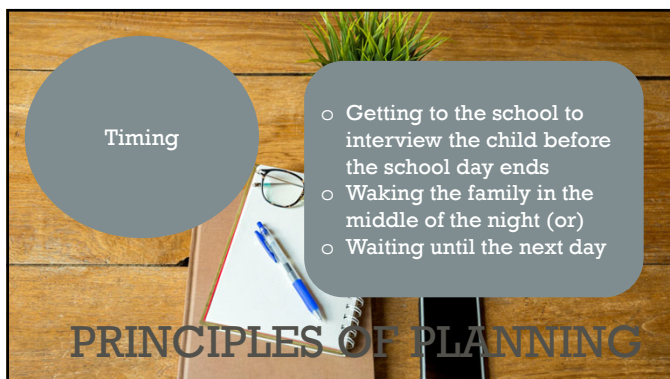 Timing
o Getting to the school to
interview the child before
the school day ends
o Waking the family in the
middle of the night (or)
o Waiting until the next day
PRINCIPLES OF PLANNING